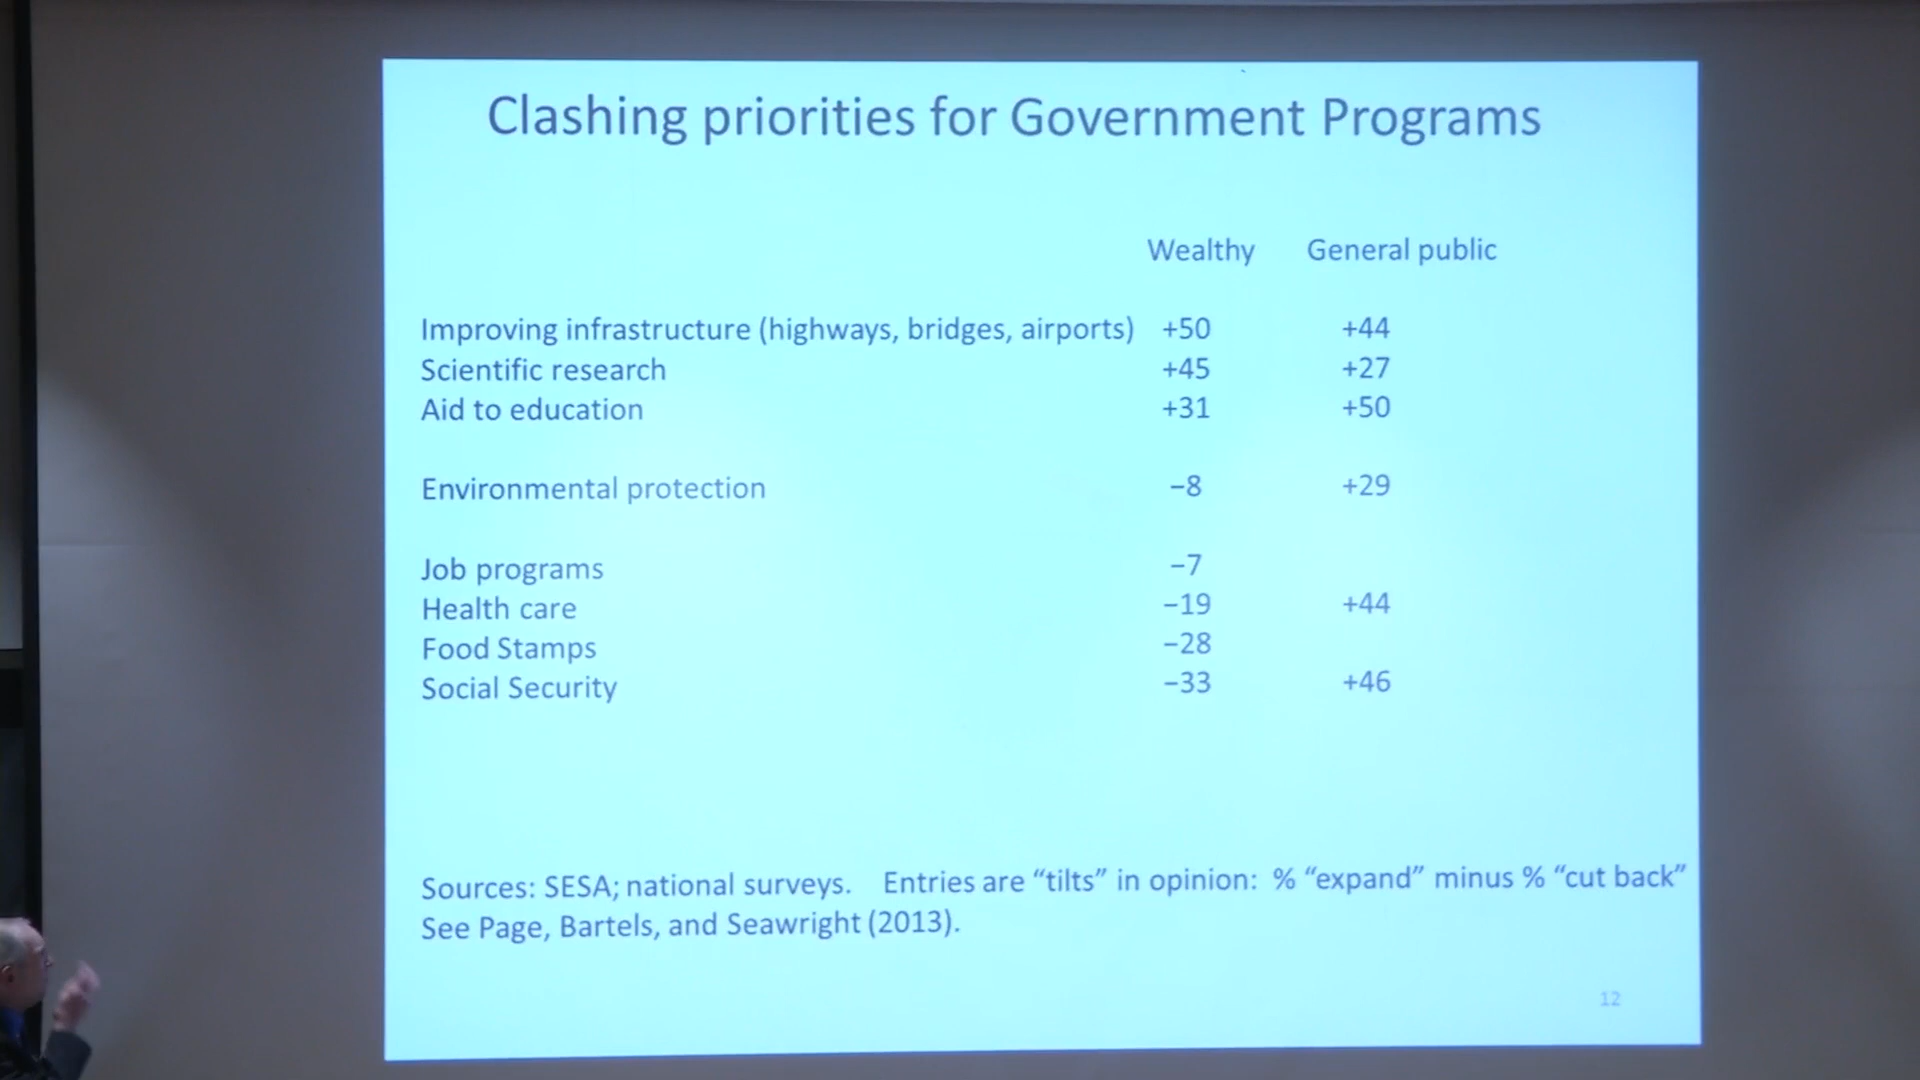 Clashing priorities for Government Programs
Wealthy General public
Improving infrastructure (highways, bridges, airports) +50 +44
Scientific research +45 +27
Aid to education +31 +50
Environmental protection −8 +29
Job programs −7
Health care −19 +44
Food Stamps −28
Social Security −33 +46
Sources: SESA; national surveys. Entries are “tilts” in opinion: % “expand” minus % “cut back”
See Page, Bartels, and Seawright (2013).
12